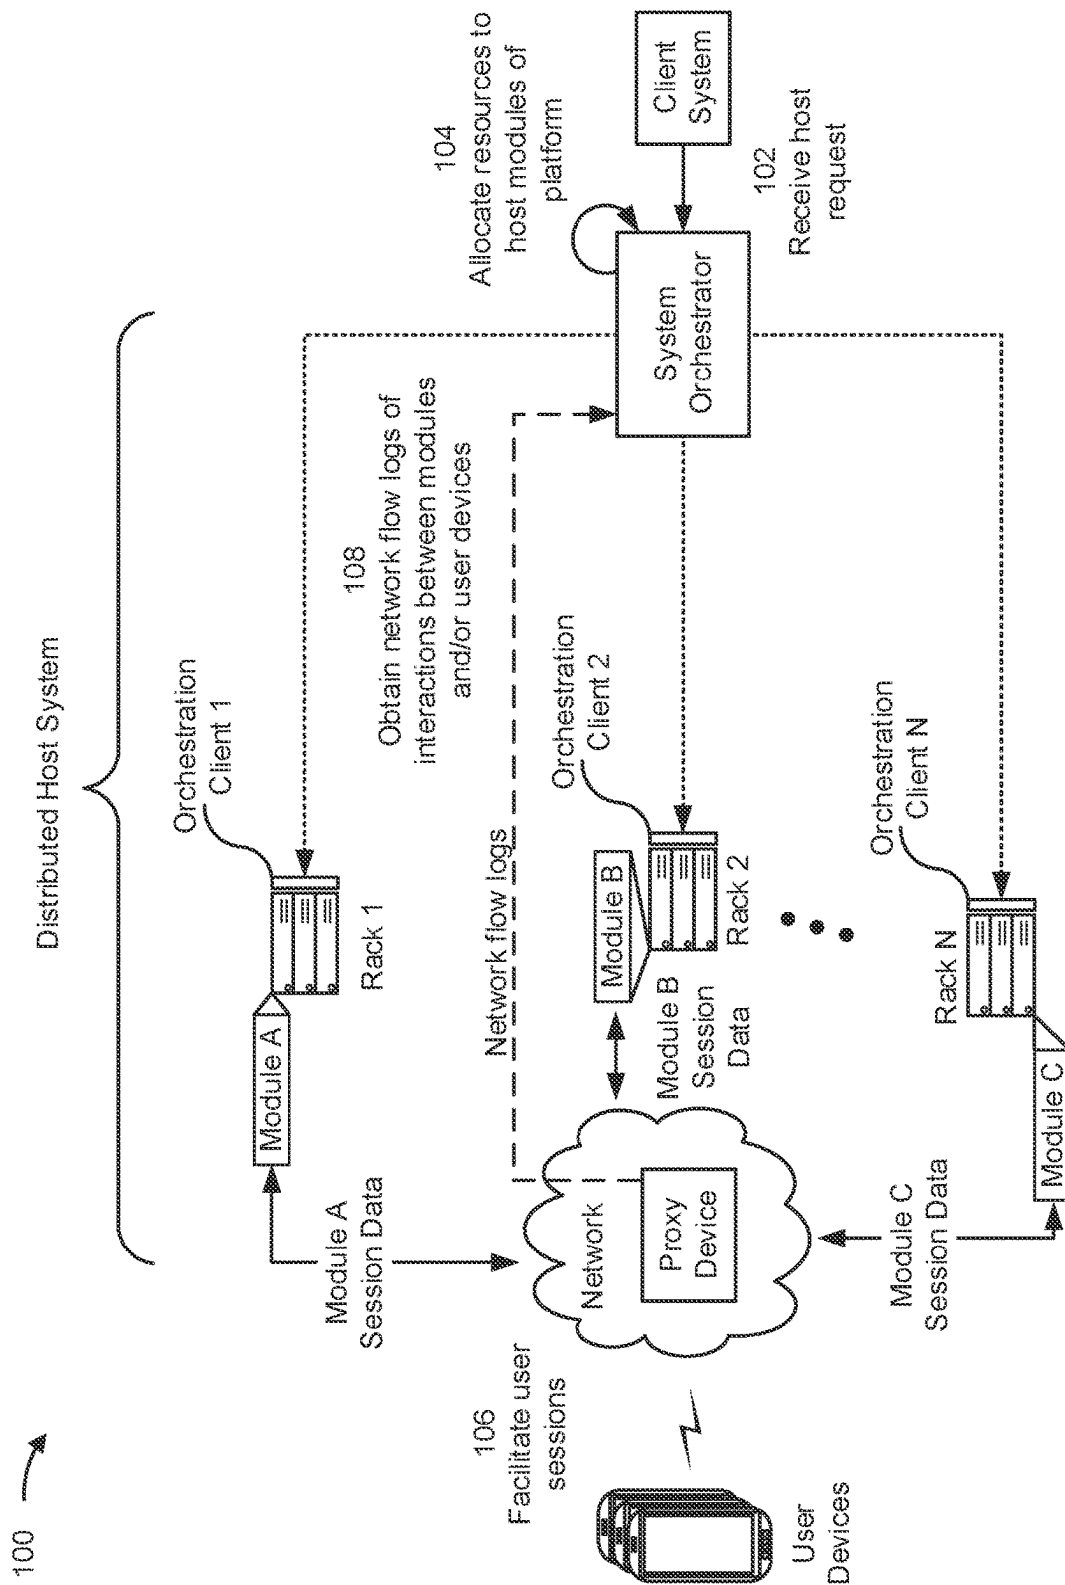 100
Distributed Host System
106
Facilitate user
sessions
User
Devices
Network
Proxy
Device
Module A
Session Data
Module A
Rack 1
Orchestration
Client 1
108
Obtain network flow logs of
interactions between modules
and/or user devices
Network flow logs
Module B
Session
Data
Module B
Rack 2
Orchestration
Client 2
Module C
Session Data
Module C
Rack N
Orchestration
Client N
104
Allocate resources to
host modules of
platform
System
Orchestrator
Client
System
102
Receive host
request